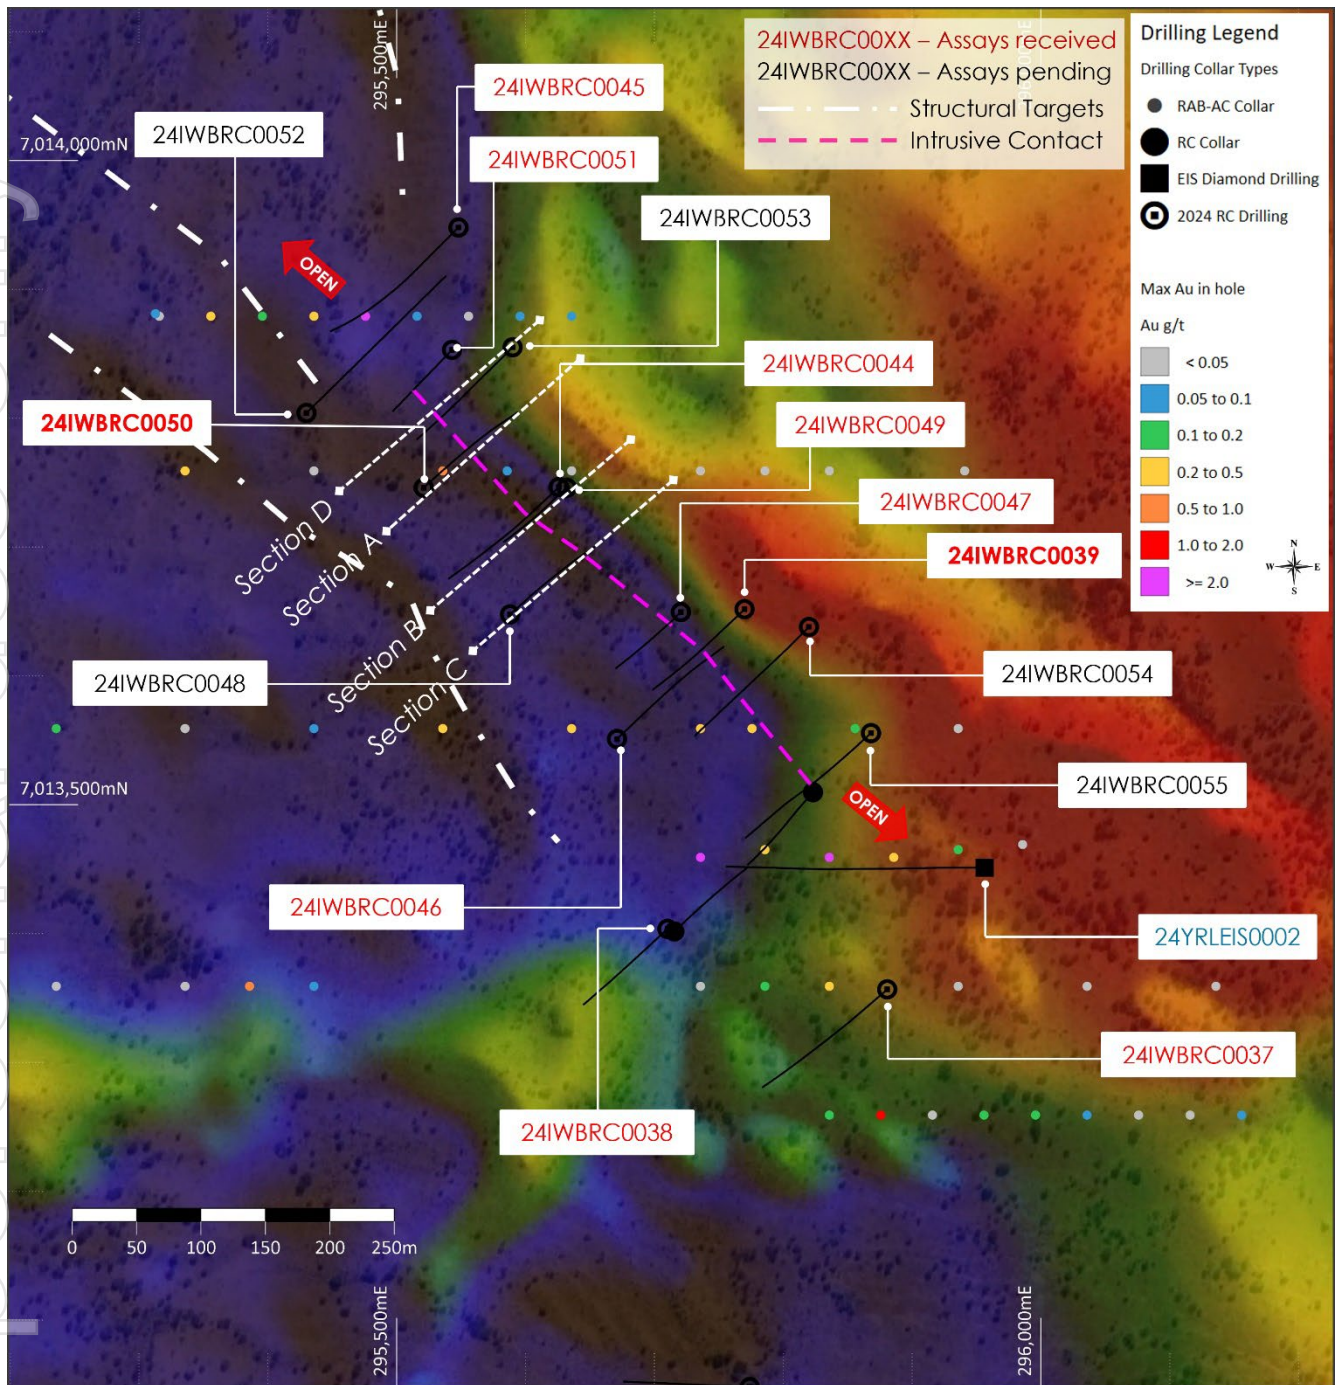 295,500mE
24IWBRC00XX – Assays received
24IWBRC00XX – Assays pending
Structural Targets
Intrusive Contact
Drilling Legend
Drilling Collar Types
RAB-AC Collar
RC Collar
EIS Diamond Drilling
2024 RC Drilling
Max Au in hole
Au g/t
< 0.05
0.05 to 0.1
0.1 to 0.2
0.2 to 0.5
0.5 to 1.0
1.0 to 2.0
>= 2.0
N
W
E
S
24IWBRC0045
24IWBRC0052
7,014,000mN
24IWBRC0051
24IWBRC0053
OPEN
24IWBRC0044
24IWBRC0050
24IWBRC0049
24IWBRC0047
Section D
Section A
24IWBRC0039
Section B
24IWBRC0048
Section C
24IWBRC0054
7,013,500mN
24IWBRC0055
OPEN
24IWBRC0046
24YRLEIS0002
24IWBRC0037
24IWBRC0038
0 50 100 150 200 250m
295,500mE
296,000mE